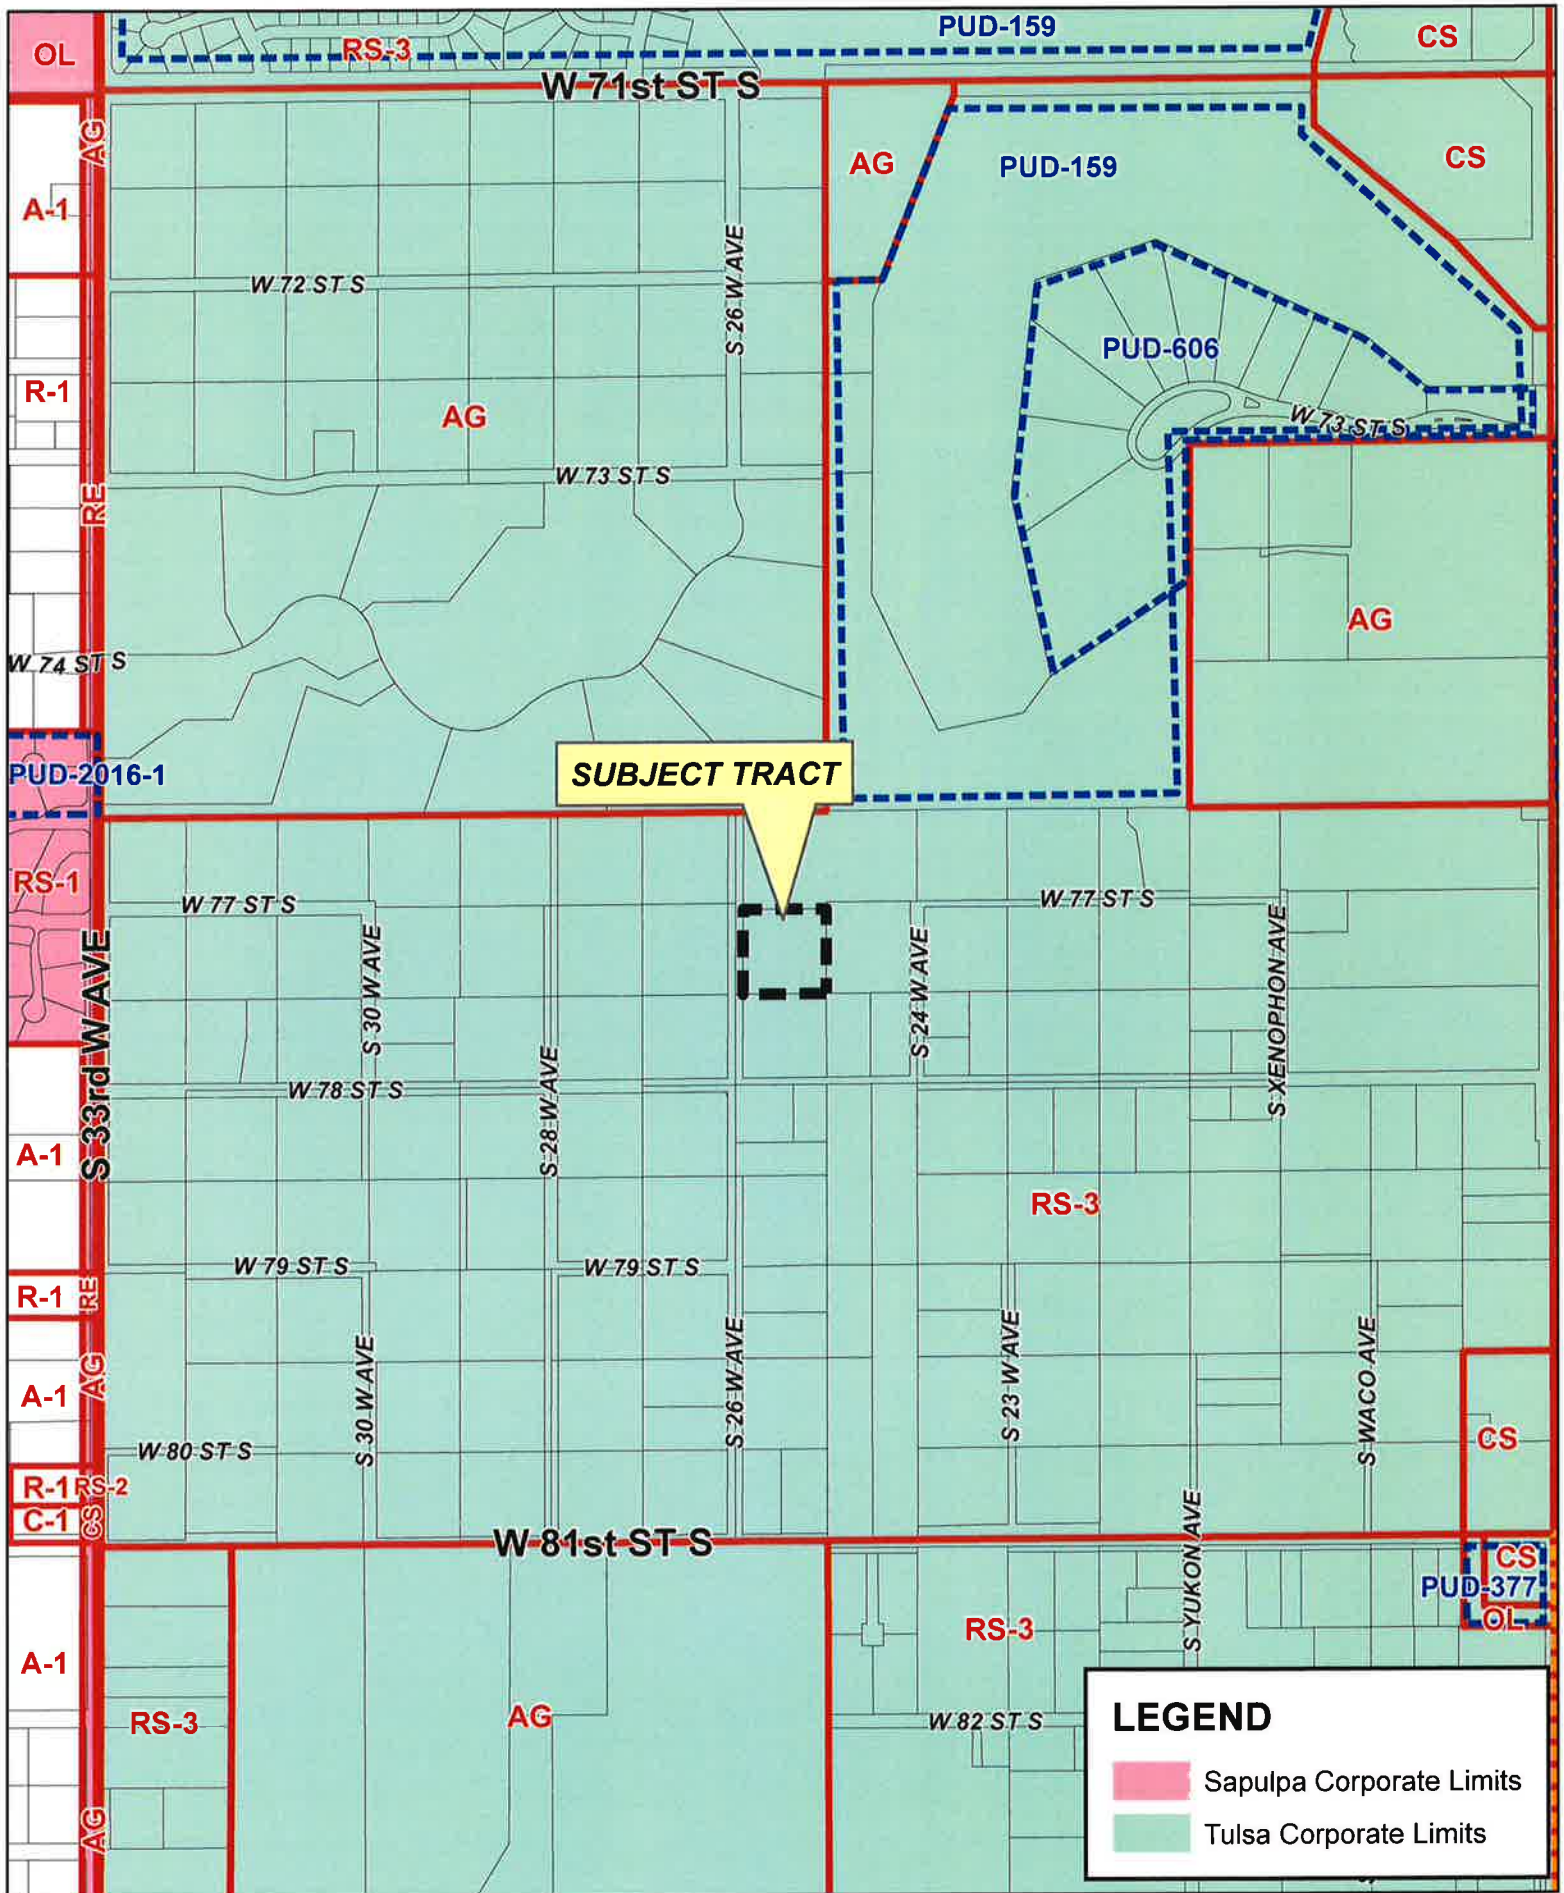 OL
RS-3
PUD-159
CS
W 71st ST S
AG
AG
PUD-159
CS
A-1
S 26 W AVE
W 72 ST S
PUD-606
R-1
AG
W 73 ST S
W 73 ST S
RE
AG
W 74 ST S
PUD-2016-1
SUBJECT TRACT
RS-1
W 77 ST S
W 77 ST S
S 33rd W AVE
S 30 W AVE
S 24 W AVE
S XENOPHON AVE
W 78 ST S
S 28 W AVE
A-1
RS-3
W 79 ST S
W 79 ST S
R-1
RE
AG
A-1
S 30 W AVE
S 26 W AVE
S 23 W AVE
S WACO AVE
CS
W 80 ST S
R-1
RS-2
C-1
CS
W 81st ST S
S YUKON AVE
CS
PUD-377
OL
RS-3
A-1
RS-3
AG
W 82 ST S
AG
LEGEND
Sapulpa Corporate Limits
Tulsa Corporate Limits